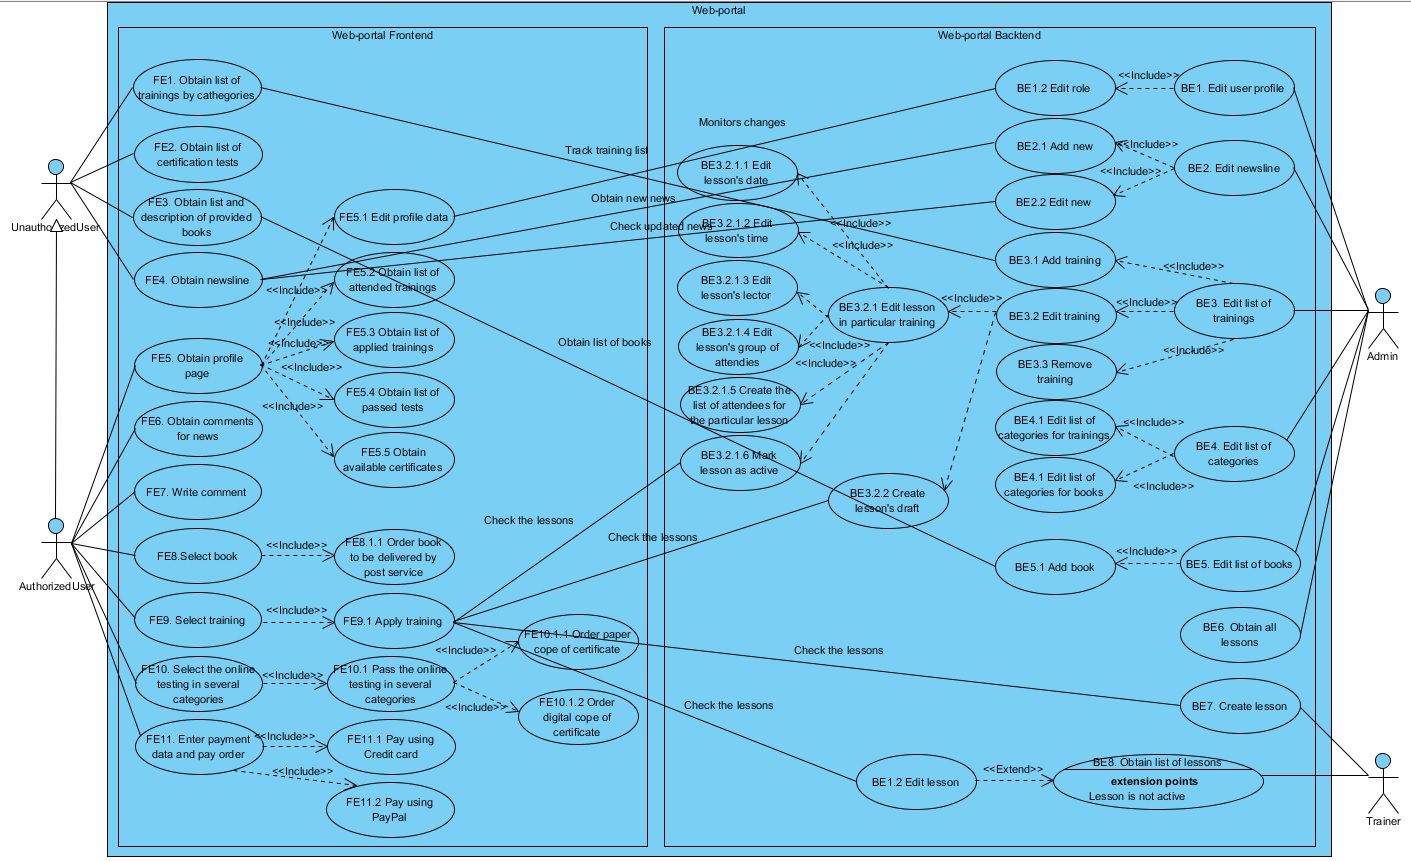 Web-portal
Web-portal Frontend
FE1. Obtain list of
trainings by cathegories
FE2. Obtain list of
certification tests
FE3. Obtain list and
description of provided
books
FE4. Obtain newsline
FE5. Obtain profile
page
FE6. Obtain comments
for news
FE7. Write comment
FE8.Select book
FE9. Select training
FE10. Select the online
testing in several
categories
FE11. Enter payment
data and pay order
FE5.1 Edit profile data
FE5.2 Obtain list of
attended trainings
FE5.3 Obtain list of
applied trainings
FE5.4 Obtain list of
passed tests
FE5.5 Obtain
available certificates
<<Include>>
<<Include>>
<<Include>>
<<Include>>
<<Include>>
<<Include>>
FE8.1.1 Order book
to be delivered by
post service
<<Include>>
FE9.1 Apply training
<<Include>>
FE10.1 Pass the online
testing in several
categories
<<Include>>
FE10.1.1 Order paper
cope of certificate
<<Include>>
FE10.1.2 Order
digital cope of
certificate
<<Include>>
FE11.1 Pay using
Credit card
<<Include>>
FE11.2 Pay using
PayPal
UnauthorizedUser
AuthorizedUser
Monitors changes
Track training list
Obtain new news
Check updated news
Obtain list of books
Check the lessons
Check the lessons
Check the lessons
Check the lessons
Web-portal Backtend
BE3.2.1.1 Edit
lesson's date
BE3.2.1.2 Edit
lesson's time
BE3.2.1.3 Edit
lesson's lector
BE3.2.1.4 Edit
lesson's group of
attendies
BE3.2.1.5 Create the
list of attendees for
the particular lesson
BE3.2.1.6 Mark
lesson as active
<<Include>>
<<Include>>
<<Include>>
<<Include>>
BE3.2.1 Edit lesson
in particular training
<<Include>>
BE3.2.2 Create
lesson's draft
BE1.2 Edit role
<<Include>>
BE1. Edit user profile
BE2.1 Add new
<<Include>>
BE2. Edit newsline
<<Include>>
BE2.2 Edit new
BE3.1 Add training
<<Include>>
BE3.2 Edit training
<<Include>>
BE3. Edit list of
trainings
BE3.3 Remove
training
<<Include>>
BE4.1 Edit list of
categories for trainings
<<Include>>
BE4. Edit list of
categories
BE4.1 Edit list of
categories for books
<<Include>>
BE5.1 Add book
<<Include>>
BE5. Edit list of books
BE6. Obtain all
lessons
BE7. Create lesson
BE1.2 Edit lesson
<<Extend>>
BE8. Obtain list of lessons
extension points
Lesson is not active
Admin
Trainer